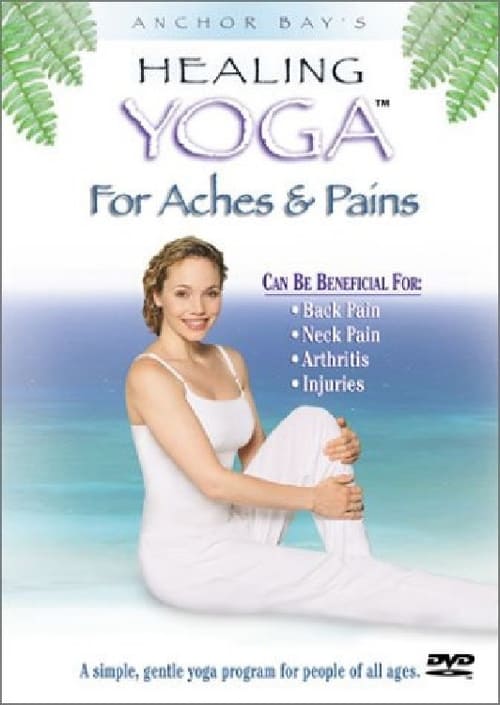 ANCHOR BAY'S
HEALING
YOGA™
For Aches & Pains
CAN BE BENEFICIAL FOR:
• Back Pain
• Neck Pain
• Arthritis
• Injuries
A simple, gentle yoga program for people of all ages.
DVD